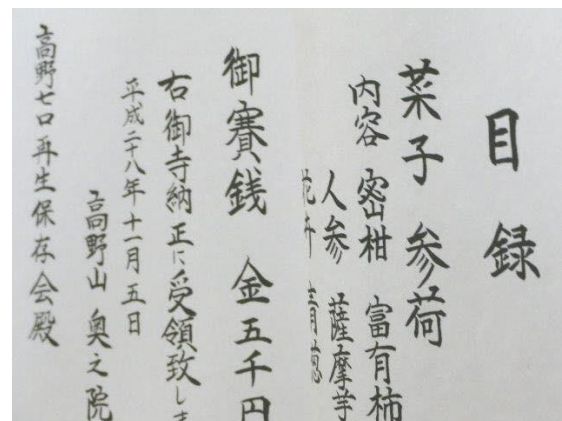 目録
菜子 参荷
内容 密柑 富有柿
人参 薩摩芋
御賽銭 金五千円
右御寺納正に受領致し
平成二十八年十一月五日
高野山 奥之院
高野七口再生保存会殿